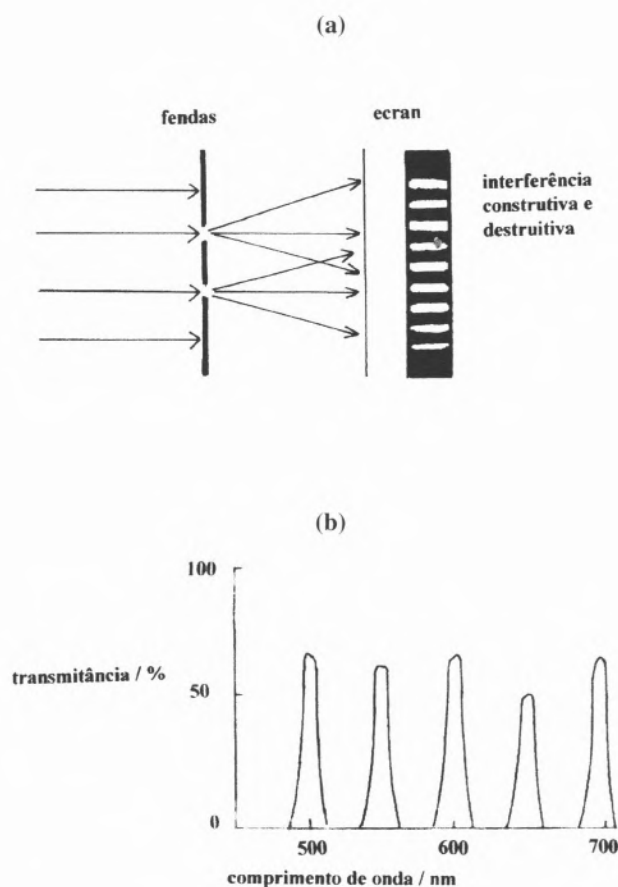 (a)
fendas
ecran
interferência
construtiva e
destrutiva
(b)
100
transmitância / %
50
0
500
600
700
comprimento de onda / nm